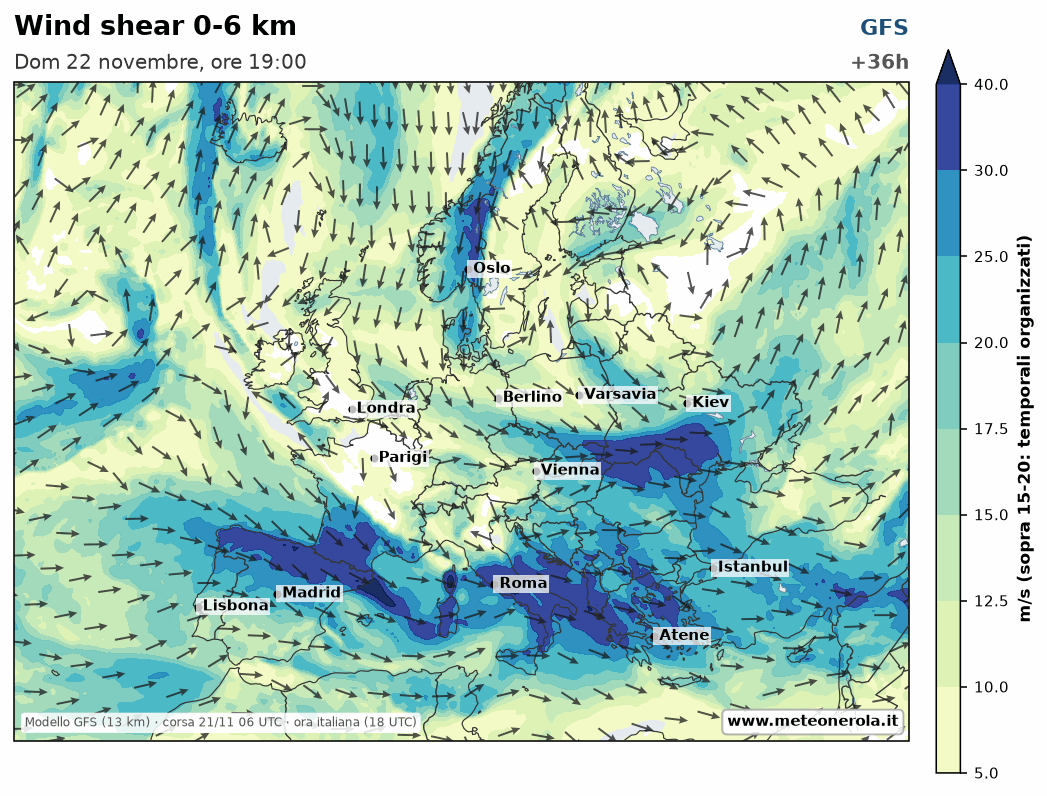 Wind shear 0-6 km
GFS
Dom 22 novembre, ore 19:00
+36h
Oslo
Berlino
Varsavia
Kiev
Londra
Parigi
Vienna
Istanbul
Roma
Madrid
Lisbona
Atene
Modello GFS (13 km) · corsa 21/11 06 UTC · ora italiana (18 UTC)
www.meteonerola.it
40.0
30.0
25.0
20.0
17.5
15.0
12.5
10.0
5.0
m/s (sopra 15-20: temporali organizzati)